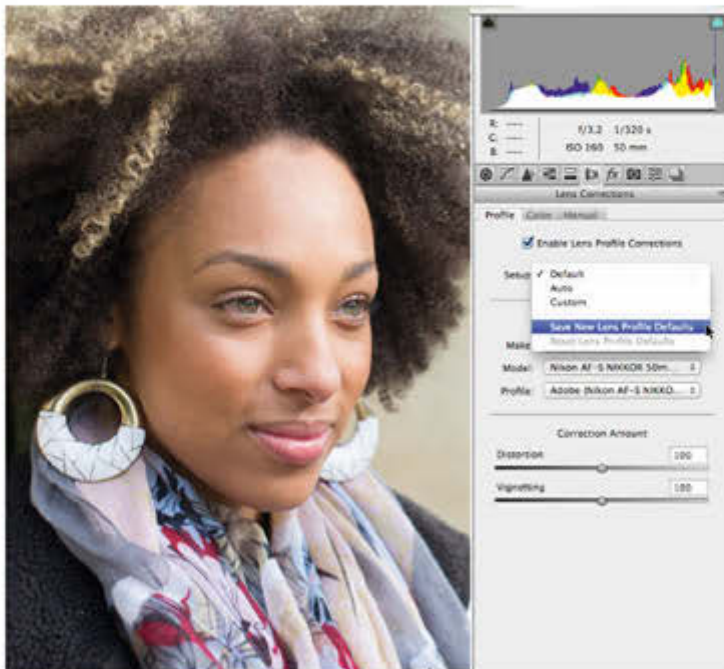 R: ---
C: ---
B: ---
f/3.2 1/320 s
ISO 260 50 mm
fx
Lens Corrections
Profile Color Manual
Enable Lens Profile Corrections
Setup: ✓ Default
Auto
Custom
Save New Lens Profile Defaults
Reset Lens Profile Defaults
Make:
Model: Nikon AF-S NIKKOR 50m...
Profile: Adobe (Nikon AF-S NIKKO...
Correction Amount
Distortion 100
Vignetting 100